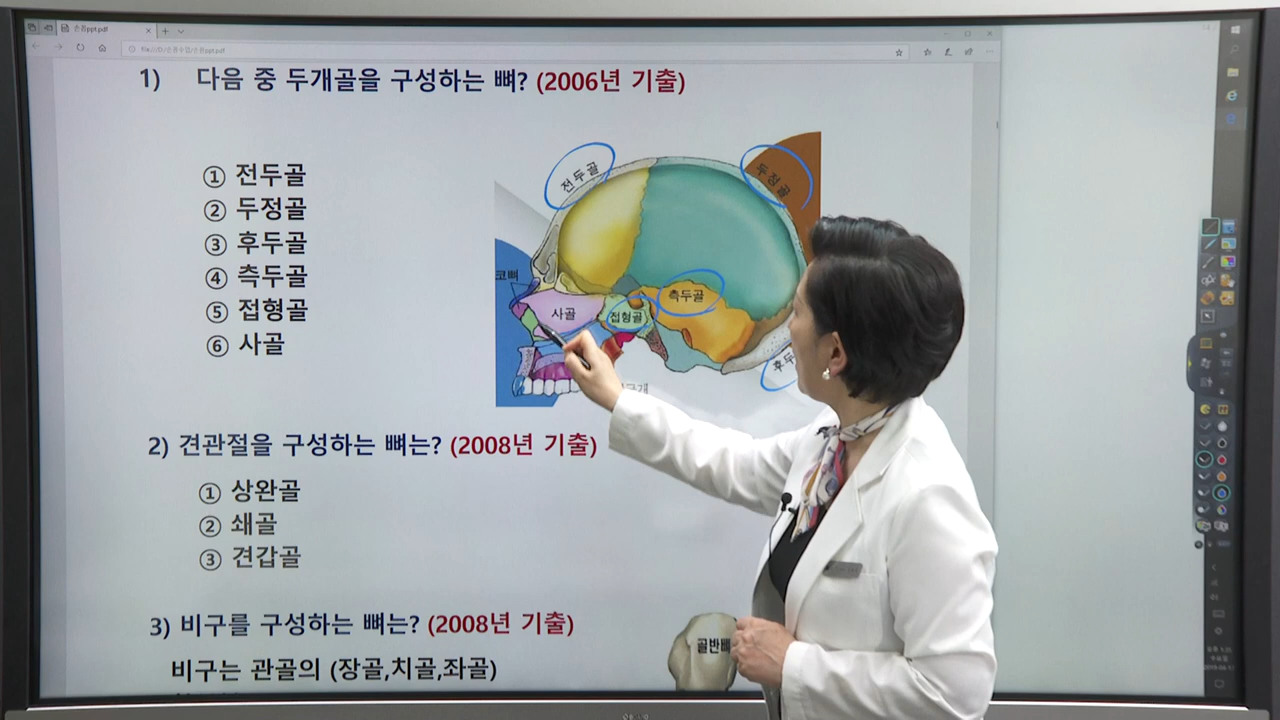 손용ppt.pdf
1) 다음 중 두개골을 구성하는 뼈? (2006년 기출)
① 전두골
② 두정골
③ 후두골
④ 측두골
⑤ 접형골
⑥ 사골
전두골
두정골
코뼈
사골
접형골
측두골
후두
2) 견관절을 구성하는 뼈는? (2008년 기출)
① 상완골
② 쇄골
③ 견갑골
3) 비구를 구성하는 뼈는? (2008년 기출)
비구는 관골의 (장골,치골,좌골)
골반뼈